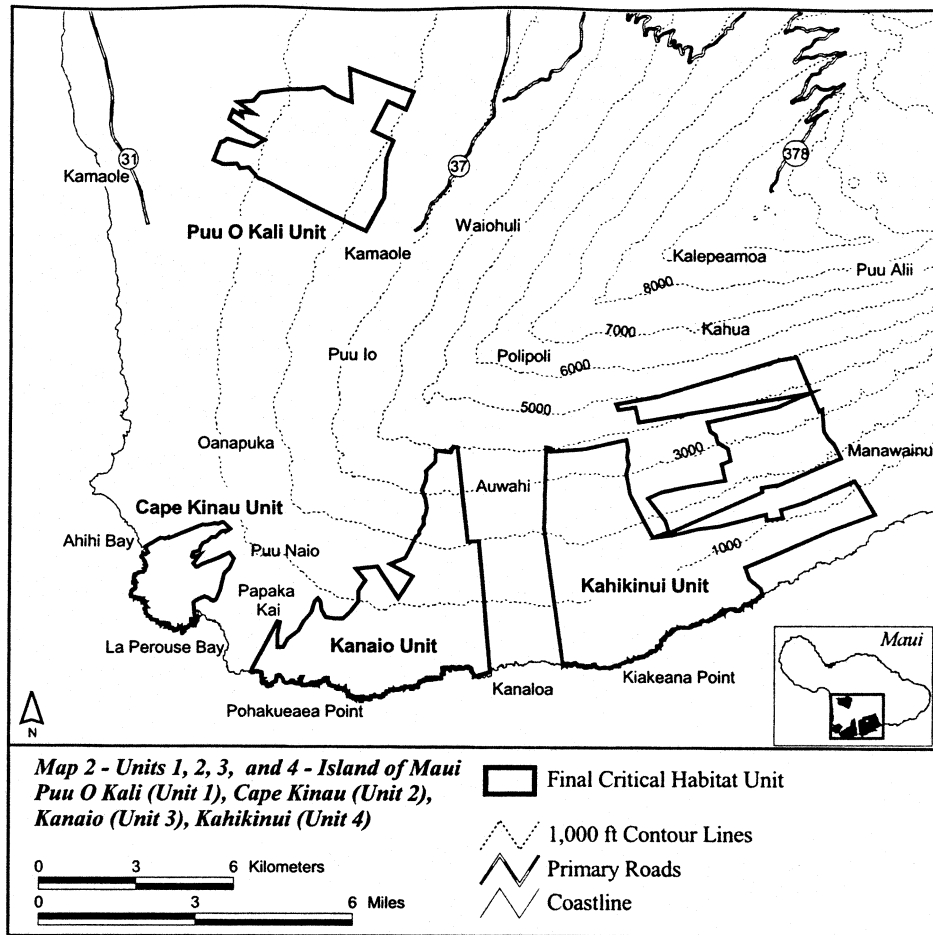 31
Kamaole
37
378
Puu O Kali Unit
Kamaole
Waiohuli
Kalepeamoa
Puu Alii
8000
7000
Kahua
Puu Io
Polipoli
6000
5000
Oanapuka
3000
Manawainui
Auwahi
Cape Kinau Unit
Ahihi Bay
Puu Naio
1000
Papaka
Kai
Kahikinui Unit
La Perouse Bay
Kanaio Unit
Maui
Kanaloa
Kiakeana Point
Pohakueaea Point
N
Map 2 - Units 1, 2, 3, and 4 - Island of Maui
Puu O Kali (Unit 1), Cape Kinau (Unit 2),
Kanaio (Unit 3), Kahikinui (Unit 4)
0 3 6 Kilometers
0 3 6 Miles
Final Critical Habitat Unit
1,000 ft Contour Lines
Primary Roads
Coastline